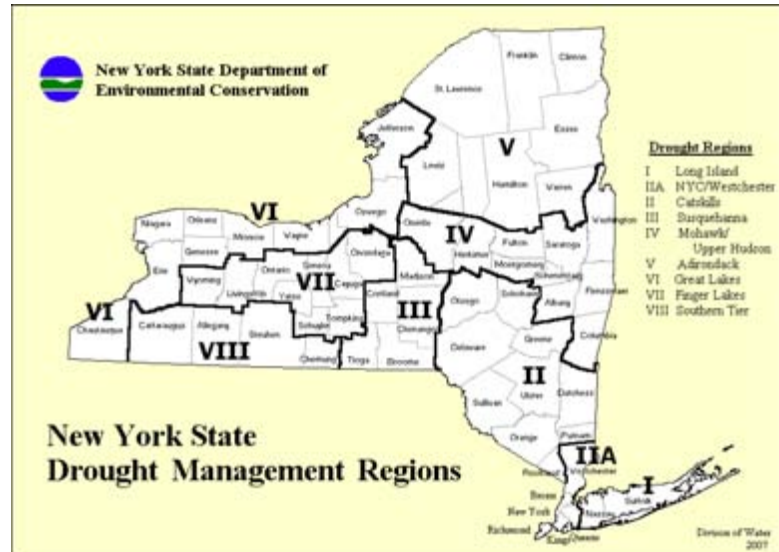 New York State Department of
Environmental Conservation
Franklin
Clinton
St. Lawrence
Jefferson
Essex
Lewis
V
Hamilton
Warren
Drought Regions
I Long Island
IIA NYC/Westchester
II Catskills
III Susquehanna
IV Mohawk/
Upper Hudson
V Adirondack
VI Great Lakes
VII Finger Lakes
VIII Southern Tier
VI
Oswego
Oneida
Washington
Niagara
Orleans
Monroe
Wayne
IV
Herkimer
Fulton
Saratoga
Genesee
Onondaga
Madison
Montgomery
Schenectady
Erie
Wyoming
Livingston
Ontario
Seneca
Yates
VII
Cayuga
Cortland
Otsego
Schoharie
Albany
Rensselaer
VI
Chautauqua
Cattaraugus
Allegany
Steuben
Schuyler
Tompkins
III
Chenango
VIII
Chemung
Tioga
Broome
Delaware
Greene
Columbia
II
Ulster
Sullivan
Dutchess
Orange
Putnam
New York State
Drought Management Regions
IIA
Rockland
Westchester
Bronx
New York
Richmond
Kings
Queens
Nassau
Suffolk
I
Division of Water
2007